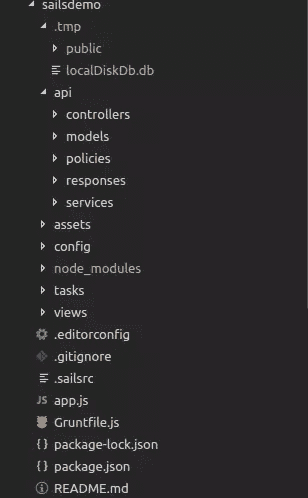 sailsdemo
.tmp
public
localDiskDb.db
api
controllers
models
policies
responses
services
assets
config
node_modules
tasks
views
.editorconfig
.gitignore
.sailsrc
JS app.js
Gruntfile.js
{ } package-lock.json
{ } package.json
README.md